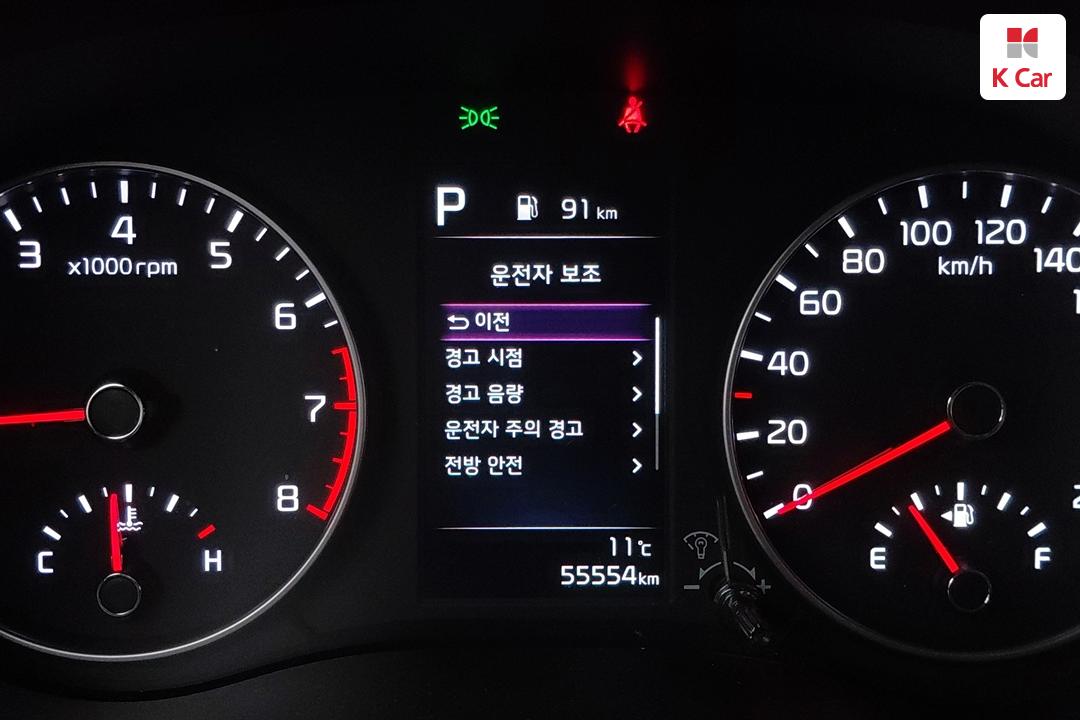 K Car
P 91 km
운전자 보조
이전
경고 시점
경고 음량
운전자 주의 경고
전방 안전
11℃
55554km
3 4 5 6 7 8
x1000rpm
C H
0 20 40 60 80 100 120 140
km/h
E F
- +